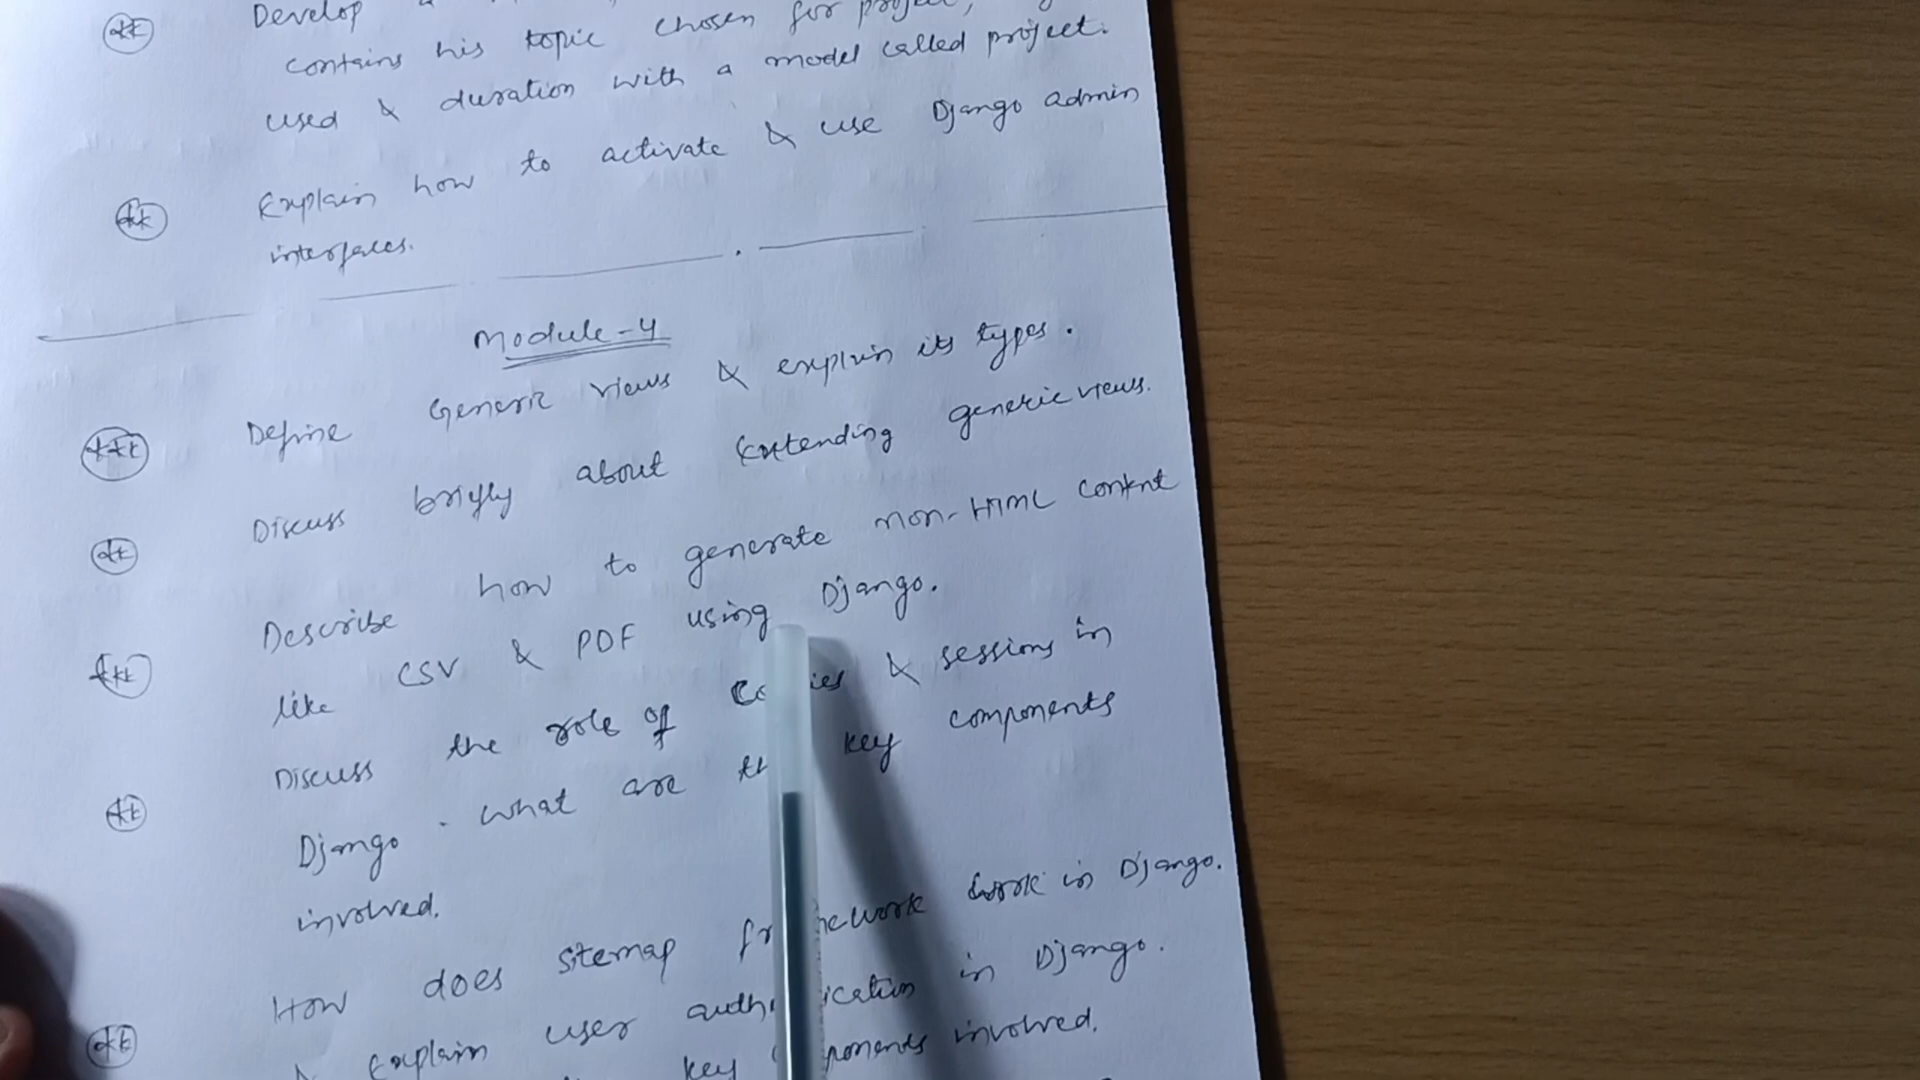 ** Develop a
contains his topic chosen for project,
used & duration with a model called project.
** Explain how to activate & use Django admin
interfaces.
Module-4
*** Define Generic views & explain its types.
** Discuss briefly about Extending generic views.
*** Describe how to generate non-HTML content
like CSV & PDF using Django.
** Discuss the role of & sessions in
Django. What are key components
involved.
** How does sitemap work in Django.
& Explain user in Django.
key involved.